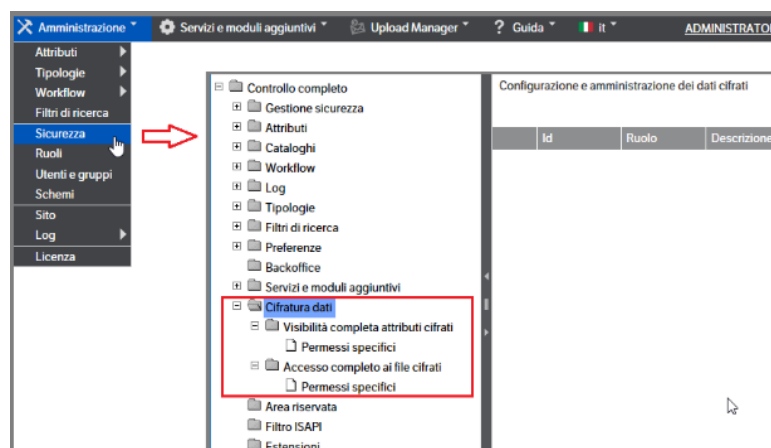 Amministrazione Servizi e moduli aggiuntivi Upload Manager ? Guida it ADMINISTRATOR
Attributi
Tipologie
Workflow
Filtri di ricerca
Sicurezza
Ruoli
Utenti e gruppi
Schemi
Sito
Log
Licenza
Controllo completo
Gestione sicurezza
Attributi
Cataloghi
Workflow
Log
Tipologie
Filtri di ricerca
Preferenze
Backoffice
Servizi e moduli aggiuntivi
Cifratura dati
Visibilità completa attributi cifrati
Permessi specifici
Accesso completo ai file cifrati
Permessi specifici
Area riservata
Filtro ISAPI
Estensioni
Configurazione e amministrazione dei dati cifrati
Id Ruolo Descrizione